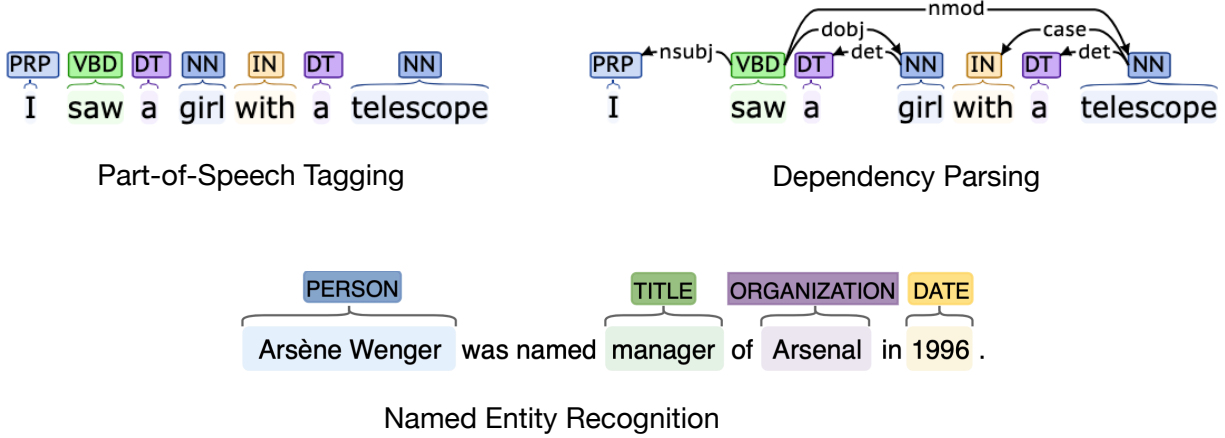 PRP VBD DT NN IN DT NN
I saw a girl with a telescope
Part-of-Speech Tagging
nmod
dobj case
nsubj det det
PRP VBD DT NN IN DT NN
I saw a girl with a telescope
Dependency Parsing
PERSON TITLE ORGANIZATION DATE
Arsène Wenger was named manager of Arsenal in 1996 .
Named Entity Recognition